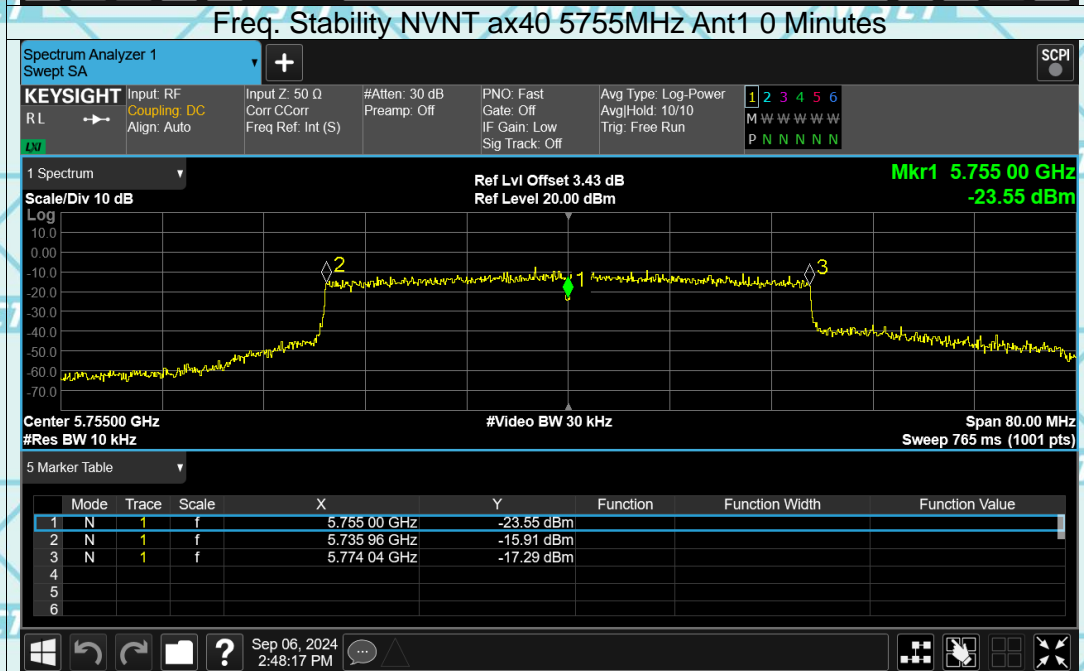 Freq. Stability NVNT ax40 5755MHz Ant1 0 Minutes
Spectrum Analyzer 1
Swept SA
+
SCPI
KEYSIGHT
R L
LXI
Input: RF
Coupling: DC
Align: Auto
Input Z: 50 Ω
Corr CCorr
Freq Ref: Int (S)
#Atten: 30 dB
Preamp: Off
PNO: Fast
Gate: Off
IF Gain: Low
Sig Track: Off
Avg Type: Log-Power
Avg|Hold: 10/10
Trig: Free Run
1 2 3 4 5 6
M W W W W W
P N N N N N
1 Spectrum
Scale/Div 10 dB
Ref Lvl Offset 3.43 dB
Ref Level 20.00 dBm
Mkr1 5.755 00 GHz
-23.55 dBm
Log
10.0
0.00
-10.0
-20.0
-30.0
-40.0
-50.0
-60.0
-70.0
2
1
3
Center 5.75500 GHz
#Res BW 10 kHz
#Video BW 30 kHz
Span 80.00 MHz
Sweep 765 ms (1001 pts)
5 Marker Table
Mode Trace Scale X Y Function Function Width Function Value
1 N 1 f 5.755 00 GHz -23.55 dBm
2 N 1 f 5.735 96 GHz -15.91 dBm
3 N 1 f 5.774 04 GHz -17.29 dBm
4
5
6
?
Sep 06, 2024
2:48:17 PM